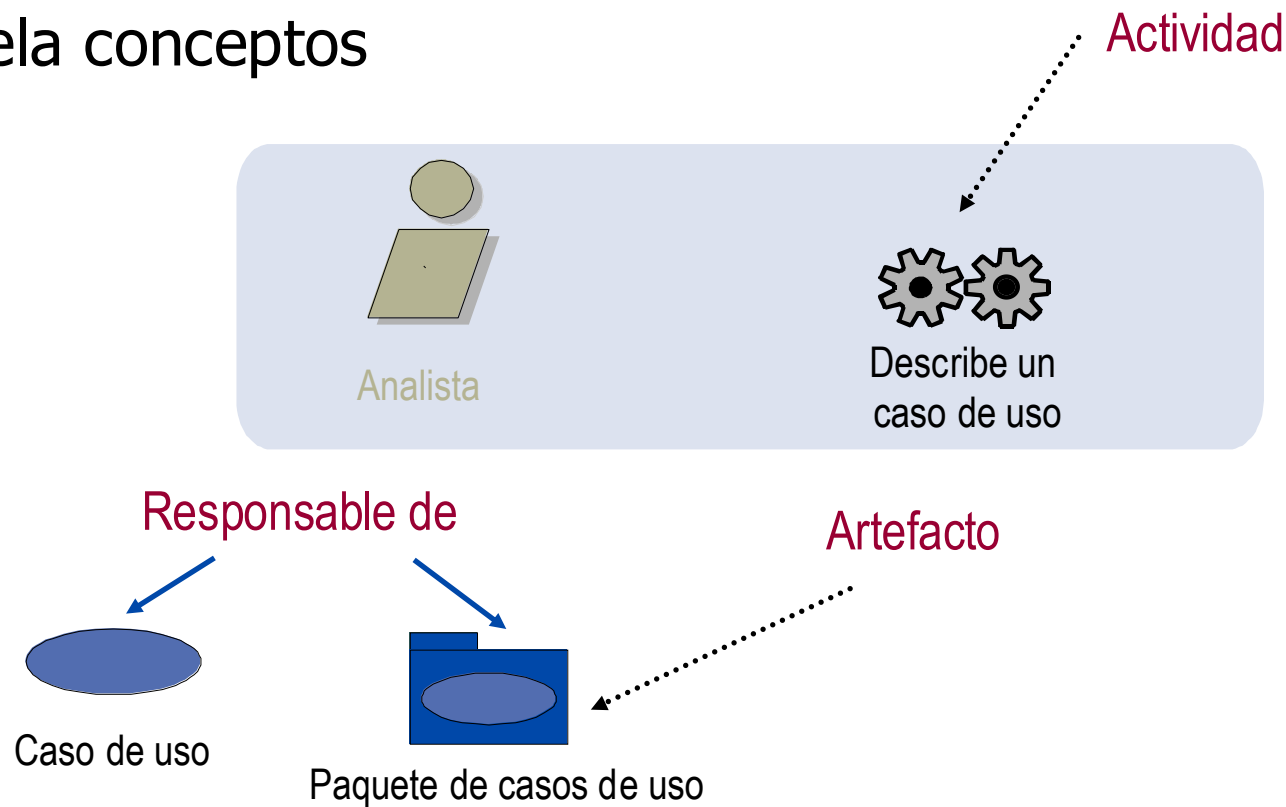 ela conceptos
Actividad
Analista
Describe un
caso de uso
Responsable de
Artefacto
Caso de uso
Paquete de casos de uso